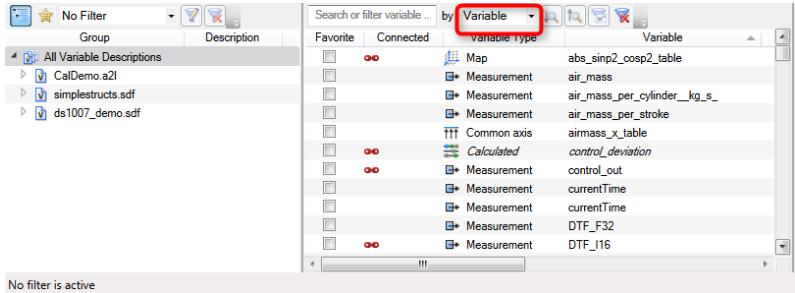 No Filter Search or filter variable ... by Variable
Group Description Favorite Connected Variable Type Variable
All Variable Descriptions Map abs_sinp2_cosp2_table
CalDemo.a2l Measurement air_mass
simplestructs.sdf Measurement air_mass_per_cylinder__kg_s_
ds1007_demo.sdf Measurement air_mass_per_stroke
Common axis airmass_x_table
Calculated control_deviation
Measurement control_out
Measurement currentTime
Measurement currentTime
Measurement DTF_F32
Measurement DTF_I16
No filter is active